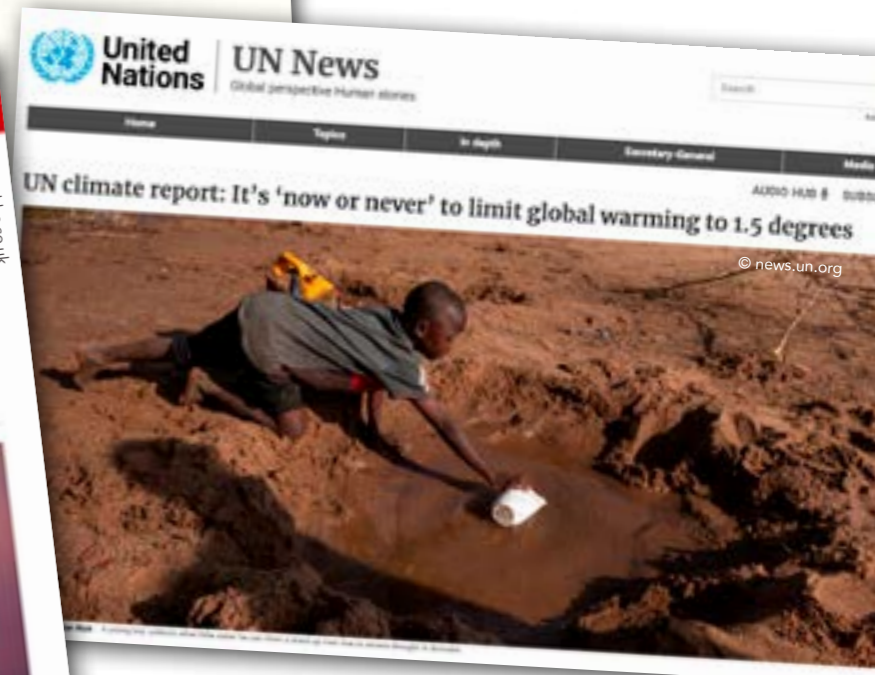 United
Nations
UN News
Global perspective Human stories
Search
Home
Topics
In depth
Secretary-General
Media
AUDIO HUB
UN climate report: It's 'now or never' to limit global warming to 1.5 degrees
© news.un.org